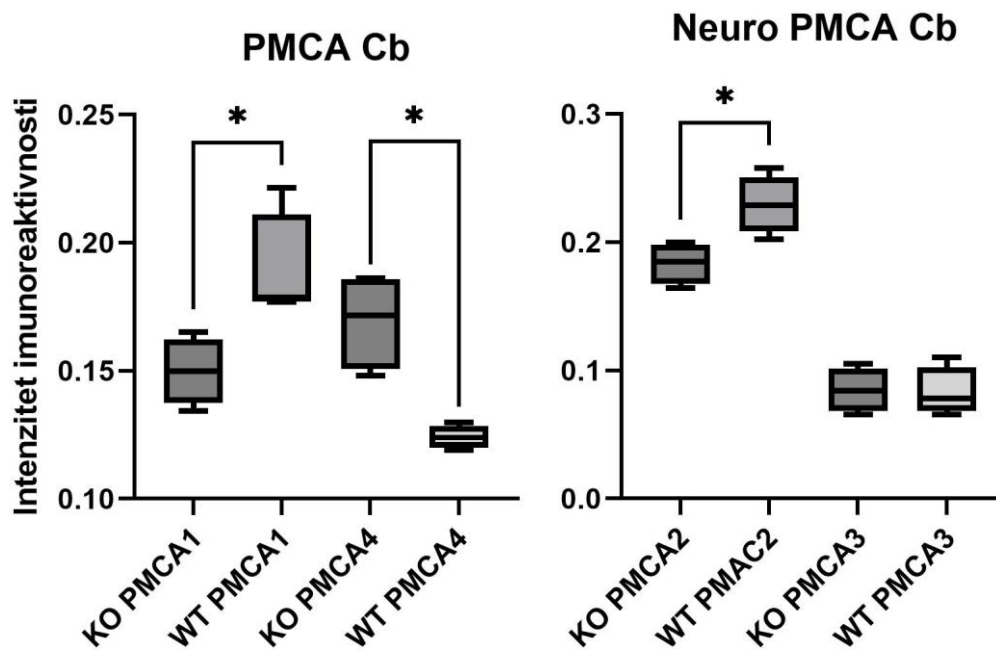 PMCA Cb
Intenzitet imunoreaktivnosti
0.25
0.20
0.15
0.10
*
*
KO PMCA1
WT PMCA1
KO PMCA4
WT PMCA4
Neuro PMCA Cb
0.3
0.2
0.1
0.0
*
KO PMCA2
WT PMAC2
KO PMCA3
WT PMCA3